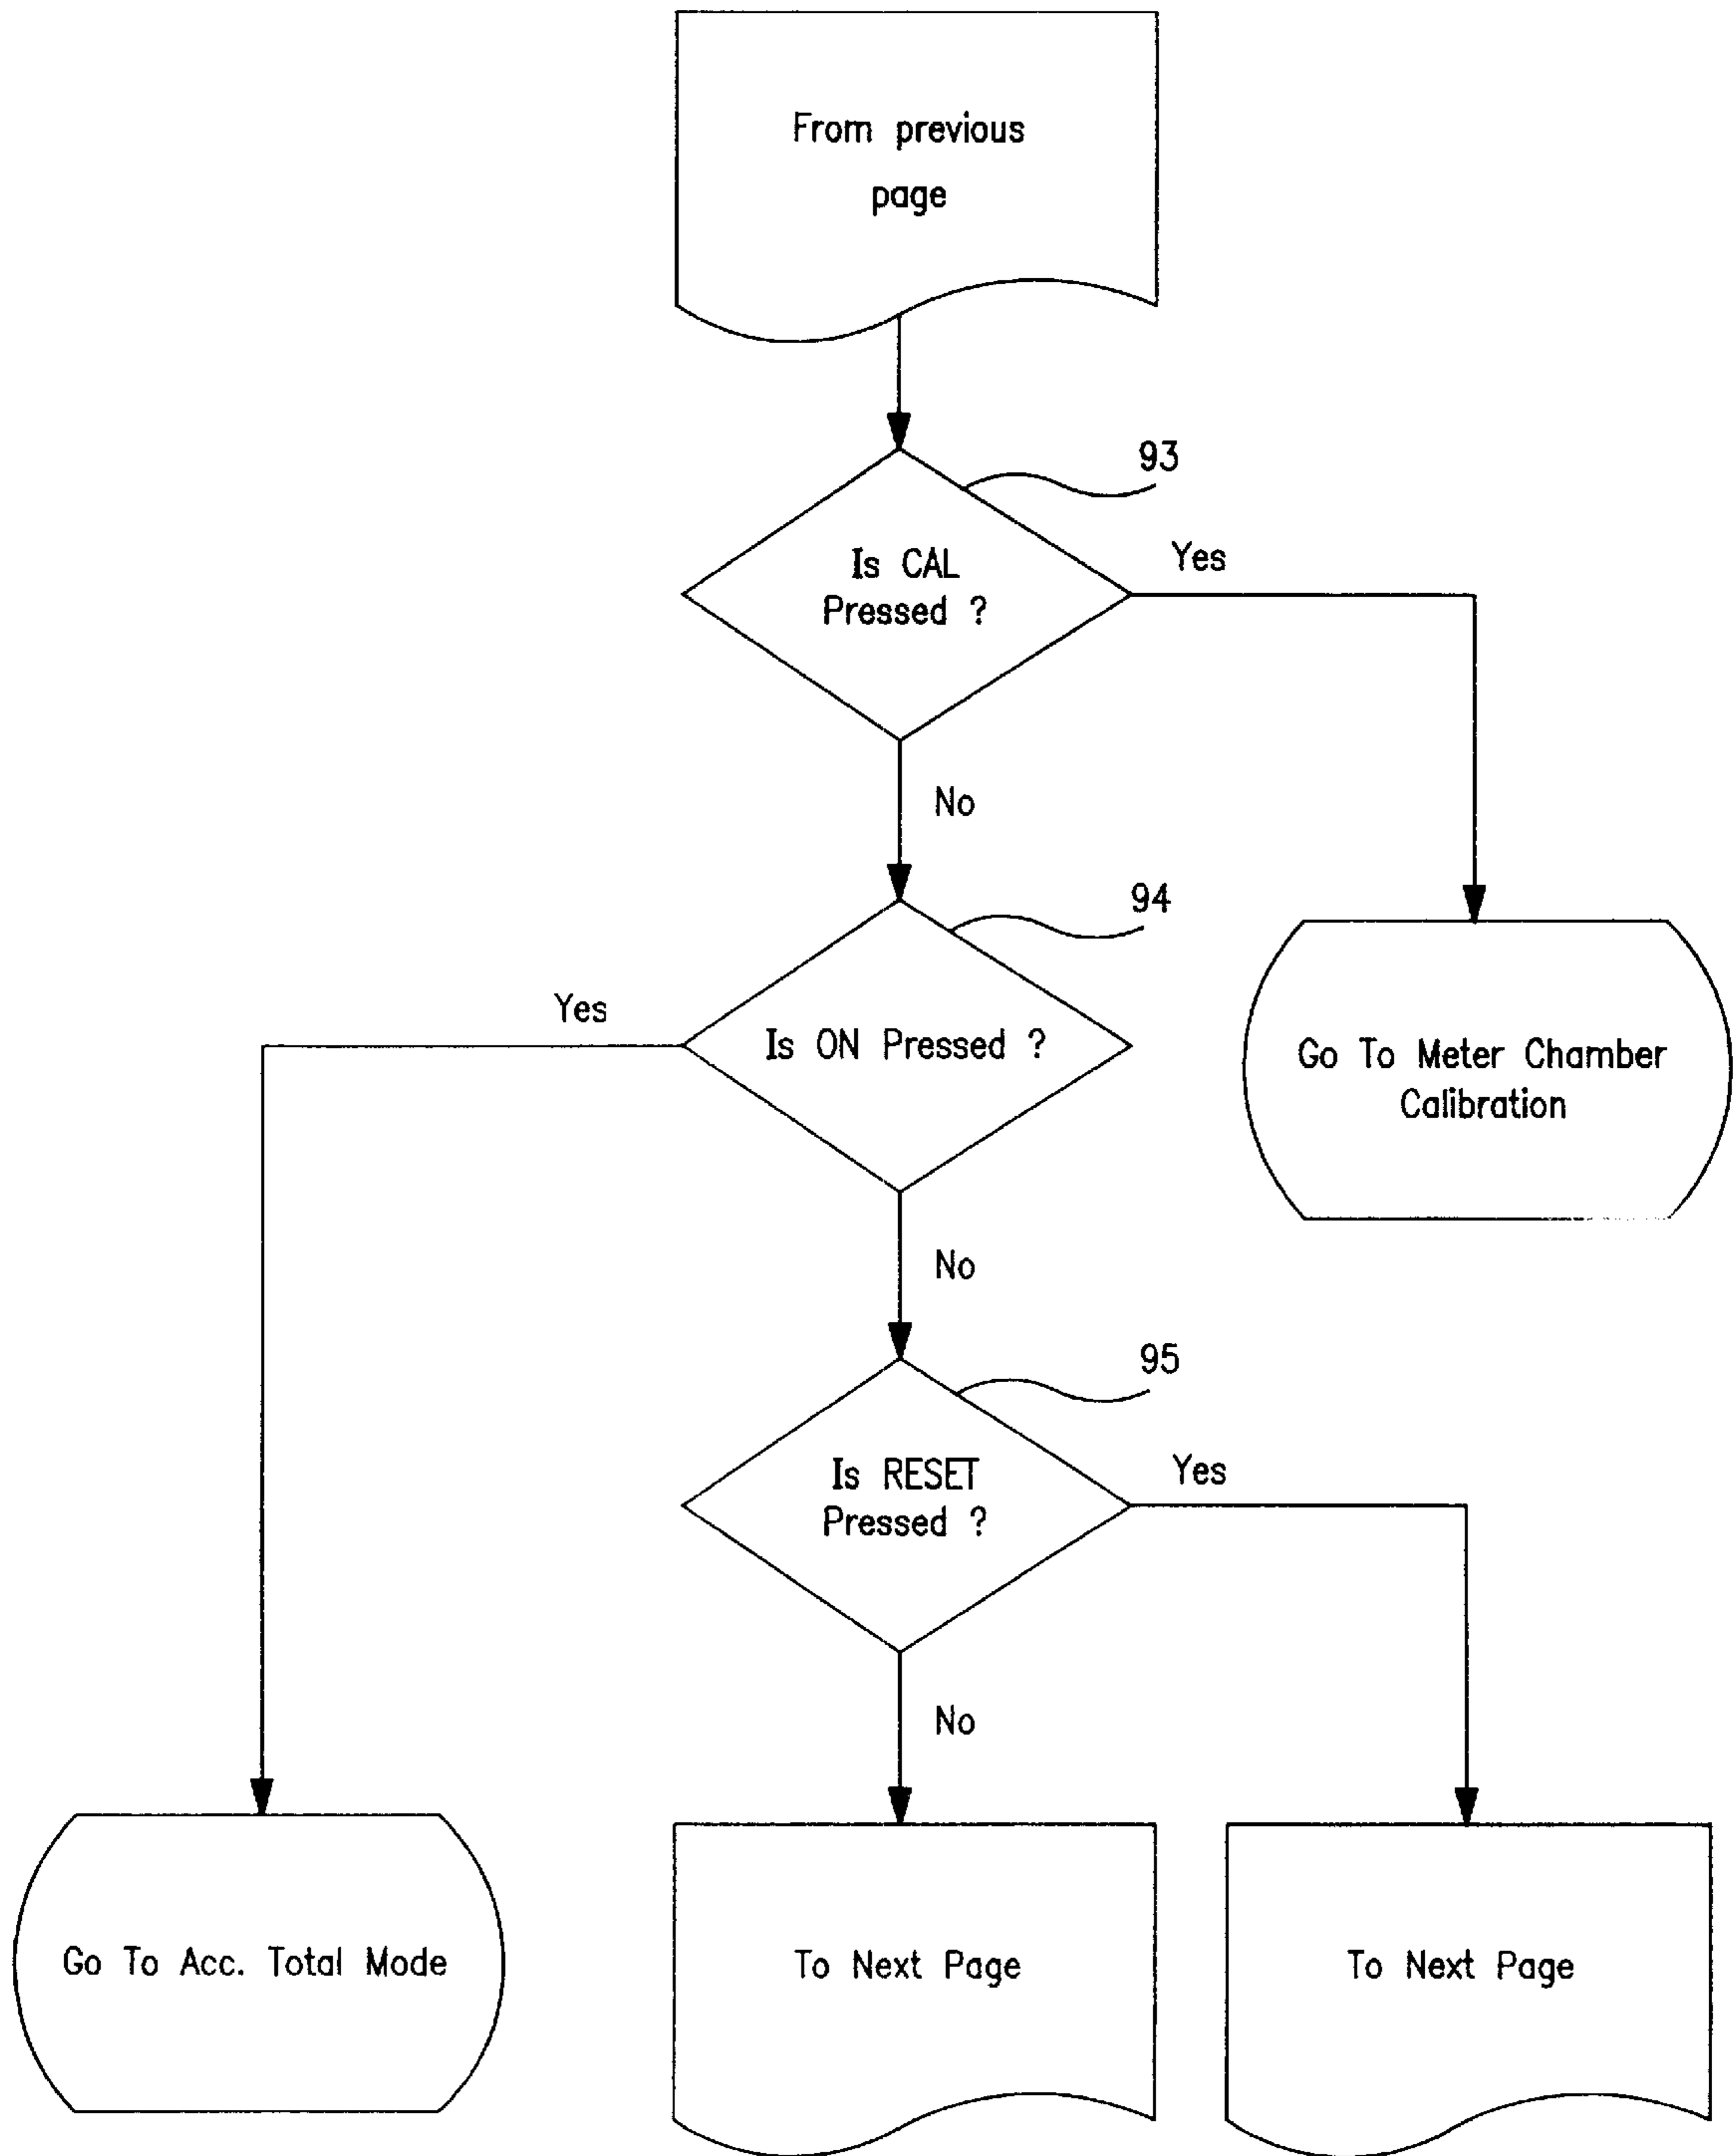 From previous
page
93
Is CAL
Pressed ?
Yes
No
94
Yes
Is ON Pressed ?
Go To Meter Chamber
Calibration
No
95
Is RESET
Pressed ?
Yes
No
Go To Acc. Total Mode
To Next Page
To Next Page